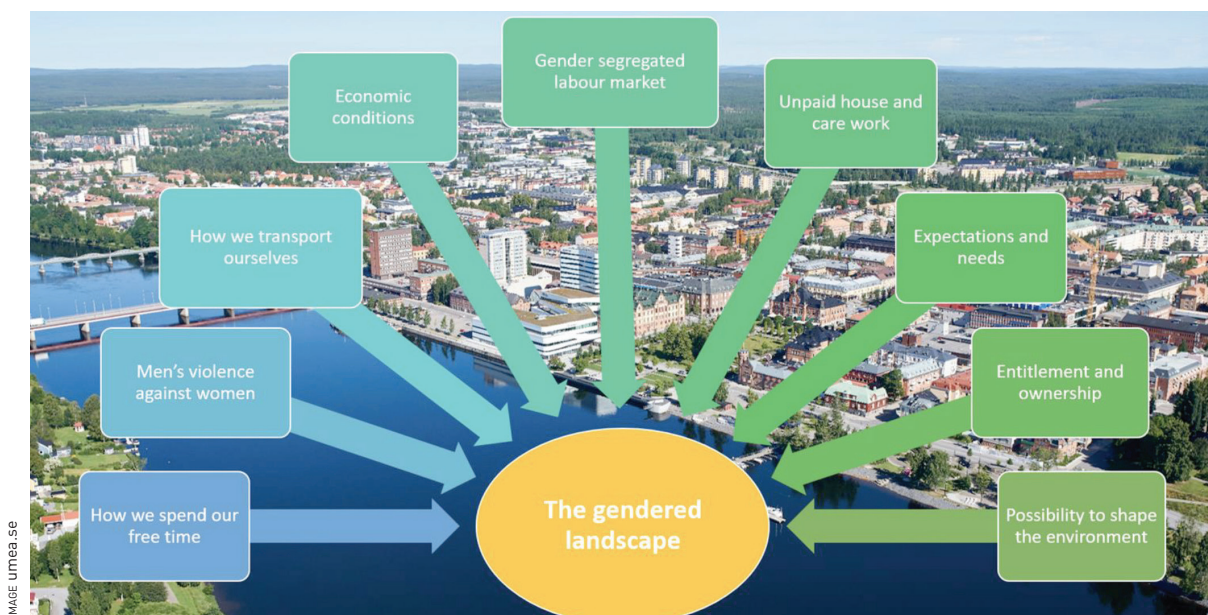 Gender segregated
labour market
Economic
conditions
Unpaid house and
care work
How we transport
ourselves
Expectations and
needs
Men's violence
against women
Entitlement and
ownership
How we spend our
free time
The gendered
landscape
Possibility to shape
the environment
umea.se